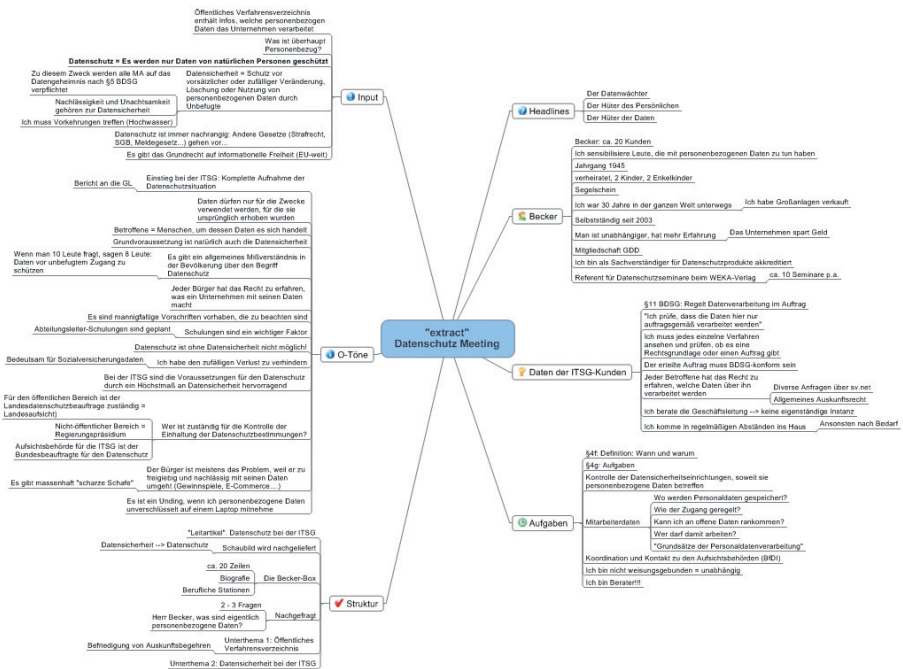 "extract"
Datenschutz Meeting
Input
Öffentliches Verfahrensverzeichnis
enthält Infos, welche personenbezogen
Daten das Unternehmen verarbeitet
Was ist überhaupt
Personenbezug?
Datenschutz = Es werden nur Daten von natürlichen Personen geschützt
Datensicherheit = Schutz vor
vorsätzlicher oder zufälliger Veränderung,
Löschung oder Nutzung von
personenbezogenen Daten durch
Unbefugte
Zu diesem Zweck werden alle MA auf das
Datengeheimnis nach §5 BDSG
verpflichtet
Nachlässigkeit und Unachtsamkeit
gehören zur Datensicherheit
Ich muss Vorkehrungen treffen (Hochwasser)
Datenschutz ist immer nachrangig: Andere Gesetze (Strafrecht,
SGB, Meldegesetz...) gehen vor...
Es gibt das Grundrecht auf informationelle Freiheit (EU-weit)
O-Töne
Einstieg bei der ITSG: Komplette Aufnahme der
Datenschutzsituation
Bericht an die GL
Daten dürfen nur für die Zwecke
verwendet werden, für die sie
ursprünglich erhoben wurden
Betroffene = Menschen, um dessen Daten es sich handelt
Grundvoraussetzung ist natürlich auch die Datensicherheit
Es gibt ein allgemeines Mißverständnis in
der Bevölkerung über den Begriff
Datenschutz
Wenn man 10 Leute fragt, sagen 8 Leute:
Daten vor unbefugtem Zugang zu
schützen
Jeder Bürger hat das Recht zu erfahren,
was ein Unternehmen mit seinen Daten
macht
Es sind mannigfaltige Vorschriften vorhaben, die zu beachten sind
Schulungen sind ein wichtiger Faktor
Abteilungsleiter-Schulungen sind geplant
Datenschutz ist ohne Datensicherheit nicht möglich!
Ich habe den zufälligen Verlust zu verhindern
Bedeutsam für Sozialversicherungsdaten
Bei der ITSG sind die Voraussetzungen für den Datenschutz
durch ein Höchstmaß an Datensicherheit hervorragend
Wer ist zuständig für die Kontrolle der
Einhaltung der Datenschutzbestimmungen?
Für den öffentlichen Bereich ist der
Landesdatenschutzbeauftrage zuständig =
Landesaufsicht)
Nicht-öffentlicher Bereich =
Regierungspräsidium
Aufsichtsbehörde für die ITSG ist der
Bundesbeauftragte für den Datenschutz
Der Bürger ist meistens das Problem, weil er zu
freigiebig und nachlässig mit seinen Daten
umgeht (Gewinnspiele, E-Commerce....)
Es gibt massenhaft "scharze Schafe"
Es ist ein Unding, wenn ich personenbezogene Daten
unverschlüsselt auf einem Laptop mitnehme
Struktur
"Leitartikel". Datenschutz bei der ITSG
Schaubild wird nachgeliefert
Datensicherheit --> Datenschutz
Die Becker-Box
ca. 20 Zeilen
Biografie
Berufliche Stationen
Nachgefragt
2 - 3 Fragen
Herr Becker, was sind eigentlich
personenbezogene Daten?
Unterthema 1: Öffentliches
Verfahrensverzeichnis
Befriedigung von Auskunftsbegehren
Unterthema 2: Datensicherheit bei der ITSG
Headlines
Der Datenwächter
Der Hüter des Persönlichen
Der Hüter der Daten
Becker
Becker: ca. 20 Kunden
Ich sensibilisiere Leute, die mit personenbezogenen Daten zu tun haben
Jahrgang 1945
verheiratet, 2 Kinder, 2 Enkelkinder
Segelschein
Ich war 30 Jahre in der ganzen Welt unterwegs
Ich habe Großanlagen verkauft
Selbstständig seit 2003
Man ist unabhängiger, hat mehr Erfahrung
Das Unternehmen spart Geld
Mitgliedschaft GDD
Ich bin als Sachverständiger für Datenschutzprodukte akkreditiert
Referent für Datenschutzseminare beim WEKA-Verlag
ca. 10 Seminare p.a.
Daten der ITSG-Kunden
§11 BDSG: Regelt Datenverarbeitung im Auftrag
"Ich prüfe, dass die Daten hier nur
auftragsgemäß verarbeitet werden"
Ich muss jedes einzelne Verfahren
ansehen und prüfen, ob es eine
Rechtsgrundlage oder einen Auftrag gibt
Der erteilte Auftrag muss BDSG-konform sein
Jeder Betroffene hat das Recht zu
erfahren, welche Daten über ihn
verarbeitet werden
Diverse Anfragen über sv.net
Allgemeines Auskunftsrecht
Ich berate die Geschäftsleitung --> keine eigenständige Instanz
Ich komme in regelmäßigen Abständen ins Haus
Ansonsten nach Bedarf
Aufgaben
§4f: Definition: Wann und warum
§4g: Aufgaben
Kontrolle der Datensicherheitseinrichtungen, soweit sie
personenbezogene Daten betreffen
Mitarbeiterdaten
Wo werden Personaldaten gespeichert?
Wie der Zugang geregelt?
Kann ich an offene Daten rankommen?
Wer darf damit arbeiten?
"Grundsätze der Personaldatenverarbeitung"
Koordination und Kontakt zu den Aufsichtsbehörden (BfDI)
Ich bin nicht weisungsgebunden = unabhängig
Ich bin Berater!!!